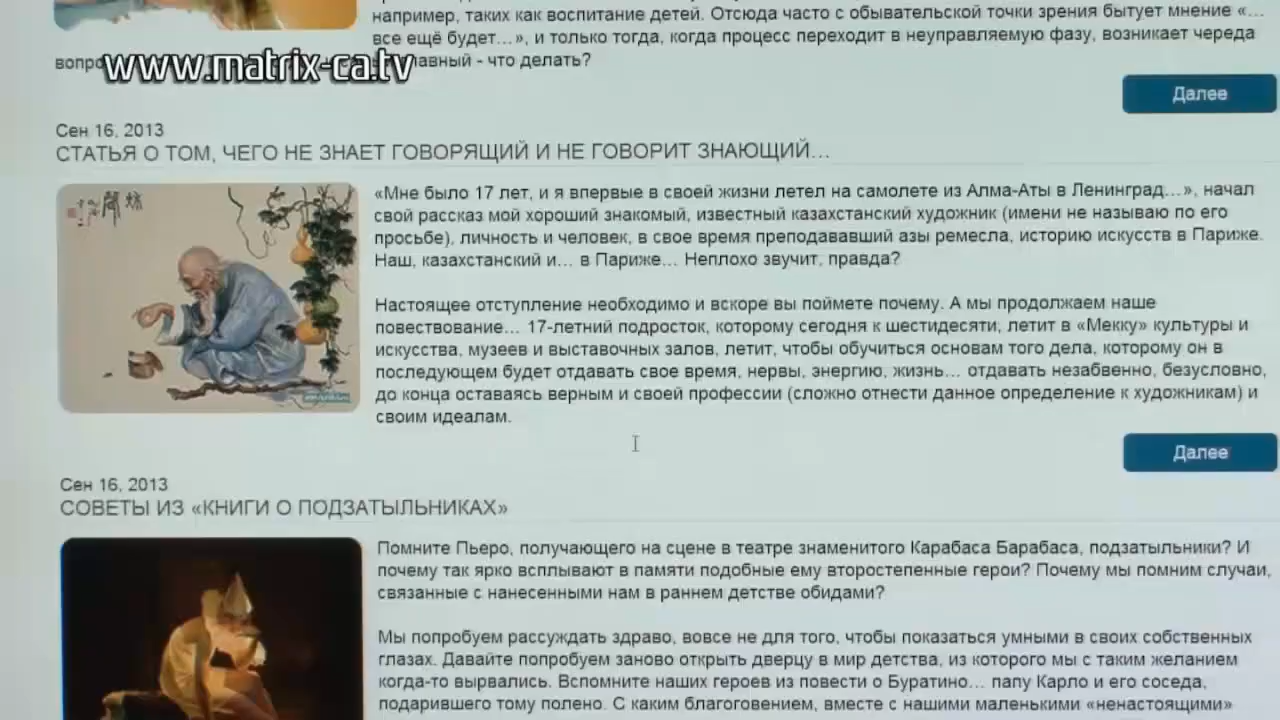 например, таких как воспитание детей. Отсюда часто с обывательской точки зрения бытует мнение «…
все ещё будет…», и только тогда, когда процесс переходит в неуправляемую фазу, возникает череда
www.matrix-ca.tv
- что делать?
Далее
Сен 16, 2013
СТАТЬЯ О ТОМ, ЧЕГО НЕ ЗНАЕТ ГОВОРЯЩИЙ И НЕ ГОВОРИТ ЗНАЮЩИЙ…
«Мне было 17 лет, и я впервые в своей жизни летел на самолете из Алма-Аты в Ленинград…», начал
свой рассказ мой хороший знакомый, известный казахстанский художник (имени не называю по его
просьбе), личность и человек, в свое время преподававший азы ремесла, историю искусств в Париже.
Наш, казахстанский и… в Париже… Неплохо звучит, правда?
Настоящее отступление необходимо и вскоре вы поймете почему. А мы продолжаем наше
повествование… 17-летний подросток, которому сегодня к шестидесяти, летит в «Мекку» культуры и
искусства, музеев и выставочных залов, летит, чтобы обучиться основам того дела, которому он в
последующем будет отдавать свое время, нервы, энергию, жизнь… отдавать незабвенно, безусловно,
до конца оставаясь верным и своей профессии (сложно отнести данное определение к художникам) и
своим идеалам.
Далее
Сен 16, 2013
СОВЕТЫ ИЗ «КНИГИ О ПОДЗАТЫЛЬНИКАХ»
Помните Пьеро, получающего на сцене в театре знаменитого Карабаса Барабаса, подзатыльники? И
почему так ярко всплывают в памяти подобные ему второстепенные герои? Почему мы помним случаи,
связанные с нанесенными нам в раннем детстве обидами?
Мы попробуем рассуждать здраво, вовсе не для того, чтобы показаться умными в своих собственных
глазах. Давайте попробуем заново открыть дверцу в мир детства, из которого мы с таким желанием
когда-то вырвались. Вспомните наших героев из повести о Буратино… папу Карло и его соседа,
подарившего тому полено. С каким благоговением, вместе с нашими маленькими «ненастоящими»